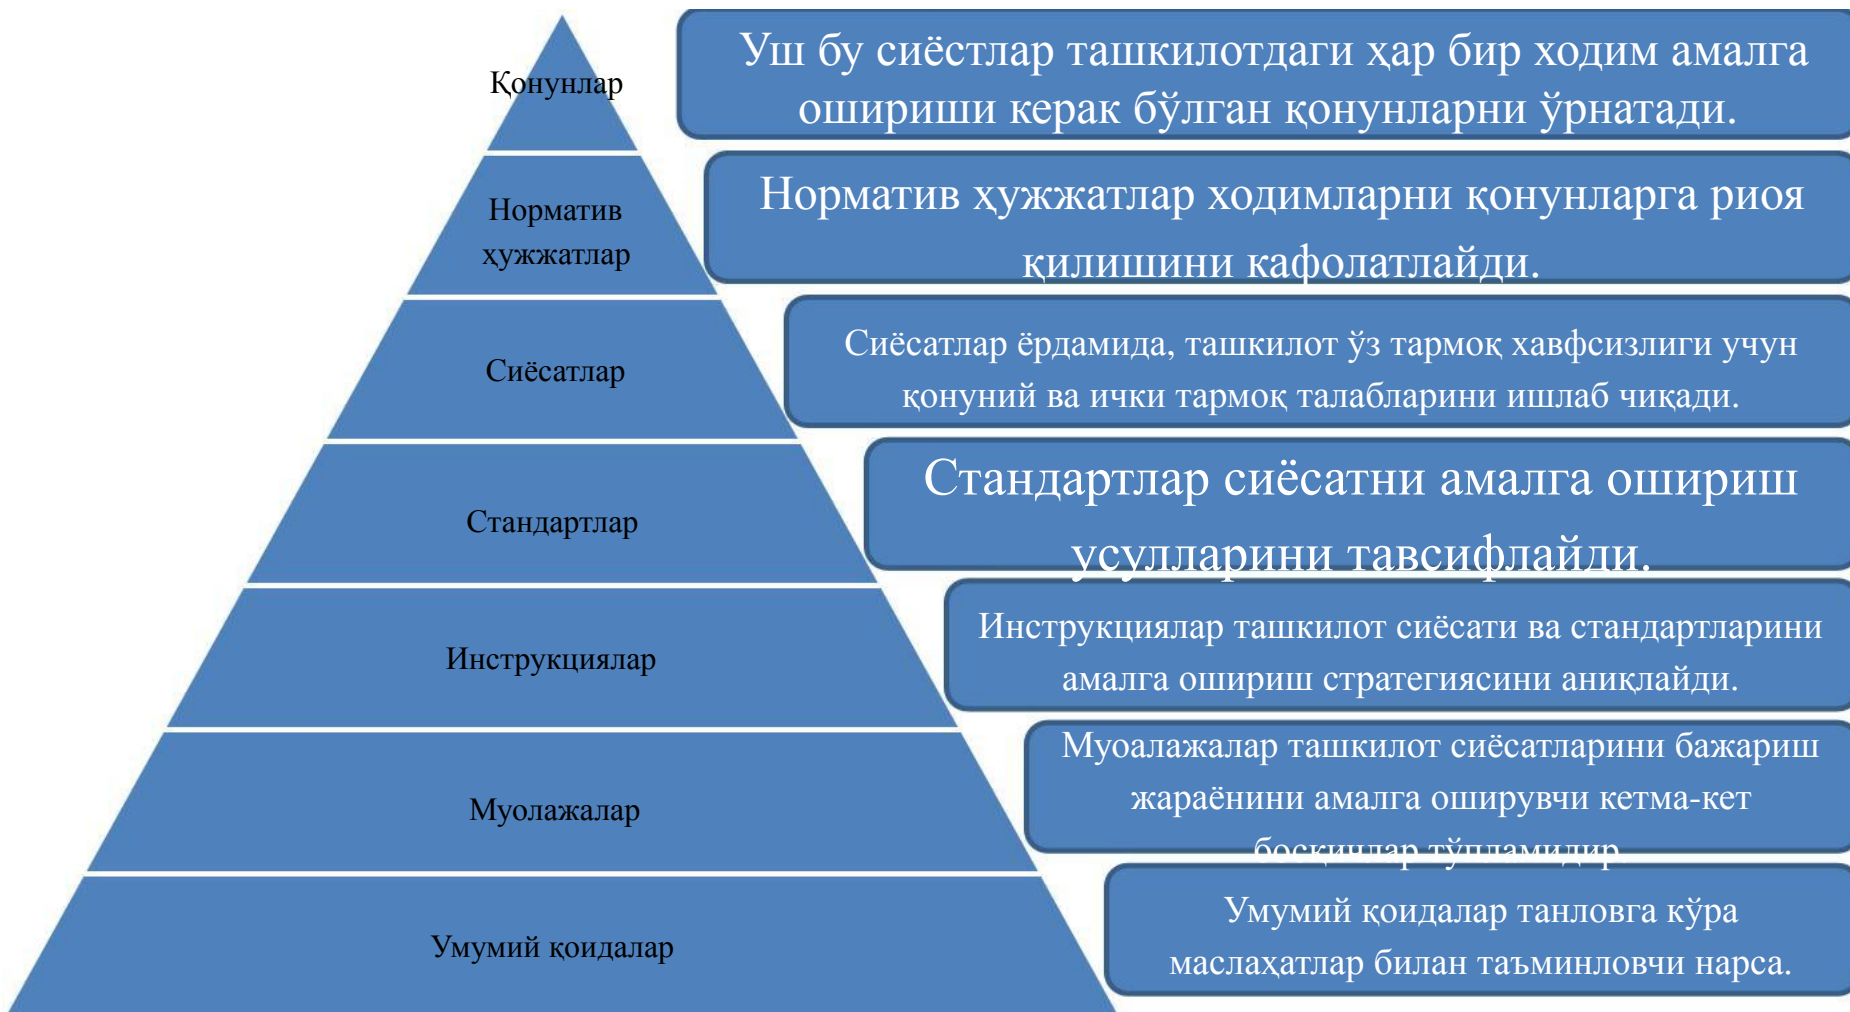 Қонунлар
Уш бу сиёстлар ташкилотдаги ҳар бир ходим амалга
ошириши керак бўлган қонунларни ўрнатади.
Норматив
ҳужжатлар
Норматив ҳужжатлар ходимларни қонунларга риоя
қилишини кафолатлайди.
Сиёсатлар
Сиёсатлар ёрдамида, ташкилот ўз тармоқ хавфсизлиги учун
қонуний ва ички тармоқ талабларини ишлаб чиқади.
Стандартлар
Стандартлар сиёсатни амалга ошириш
усулларини тавсифлайди.
Инструкциялар
Инструкциялар ташкилот сиёсати ва стандартларини
амалга ошириш стратегиясини аниқлайди.
Муолажалар
Муоалажалар ташкилот сиёсатларини бажариш
жараёнини амалга оширувчи кетма-кет
босқичлар тўпламидир.
Умумий қоидалар
Умумий қоидалар танловга кўра
маслаҳатлар билан таъминловчи нарса.